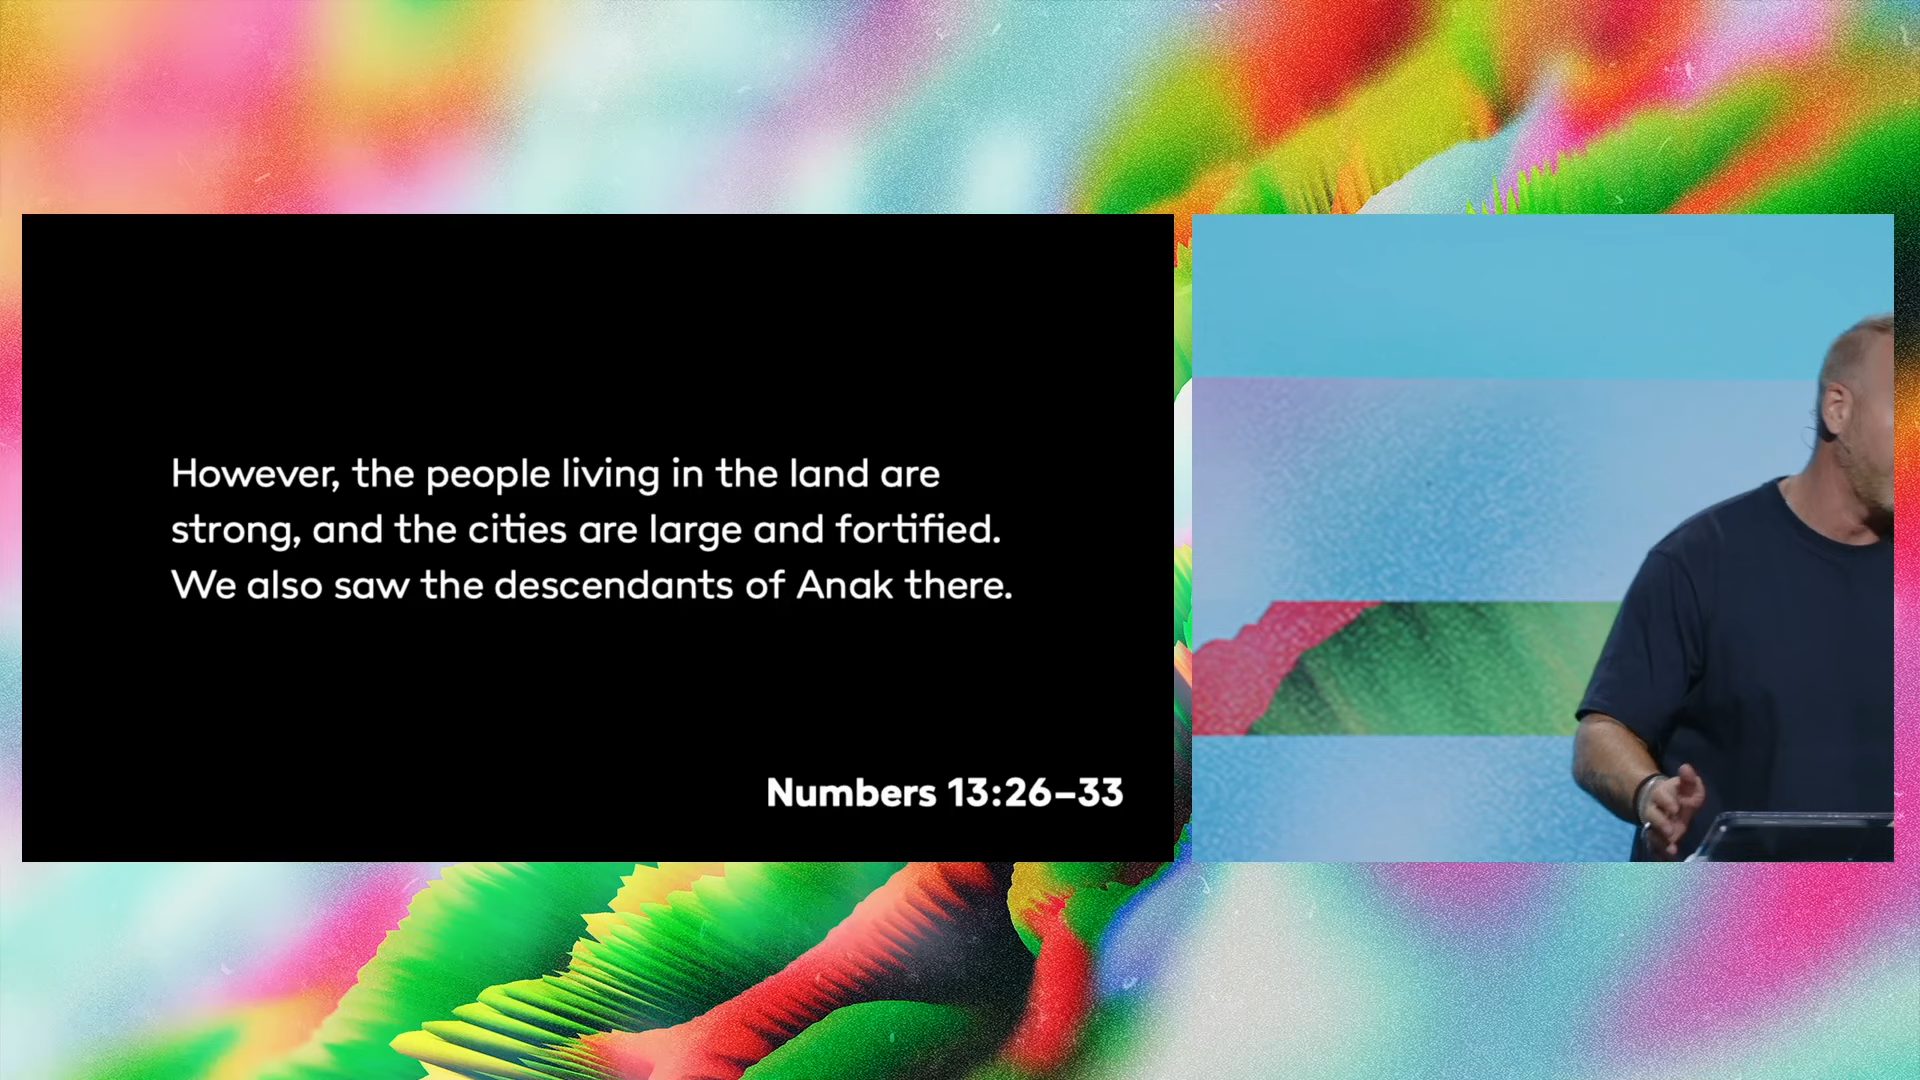 However, the people living in the land are
strong, and the cities are large and fortified.
We also saw the descendants of Anak there.
Numbers 13:26–33